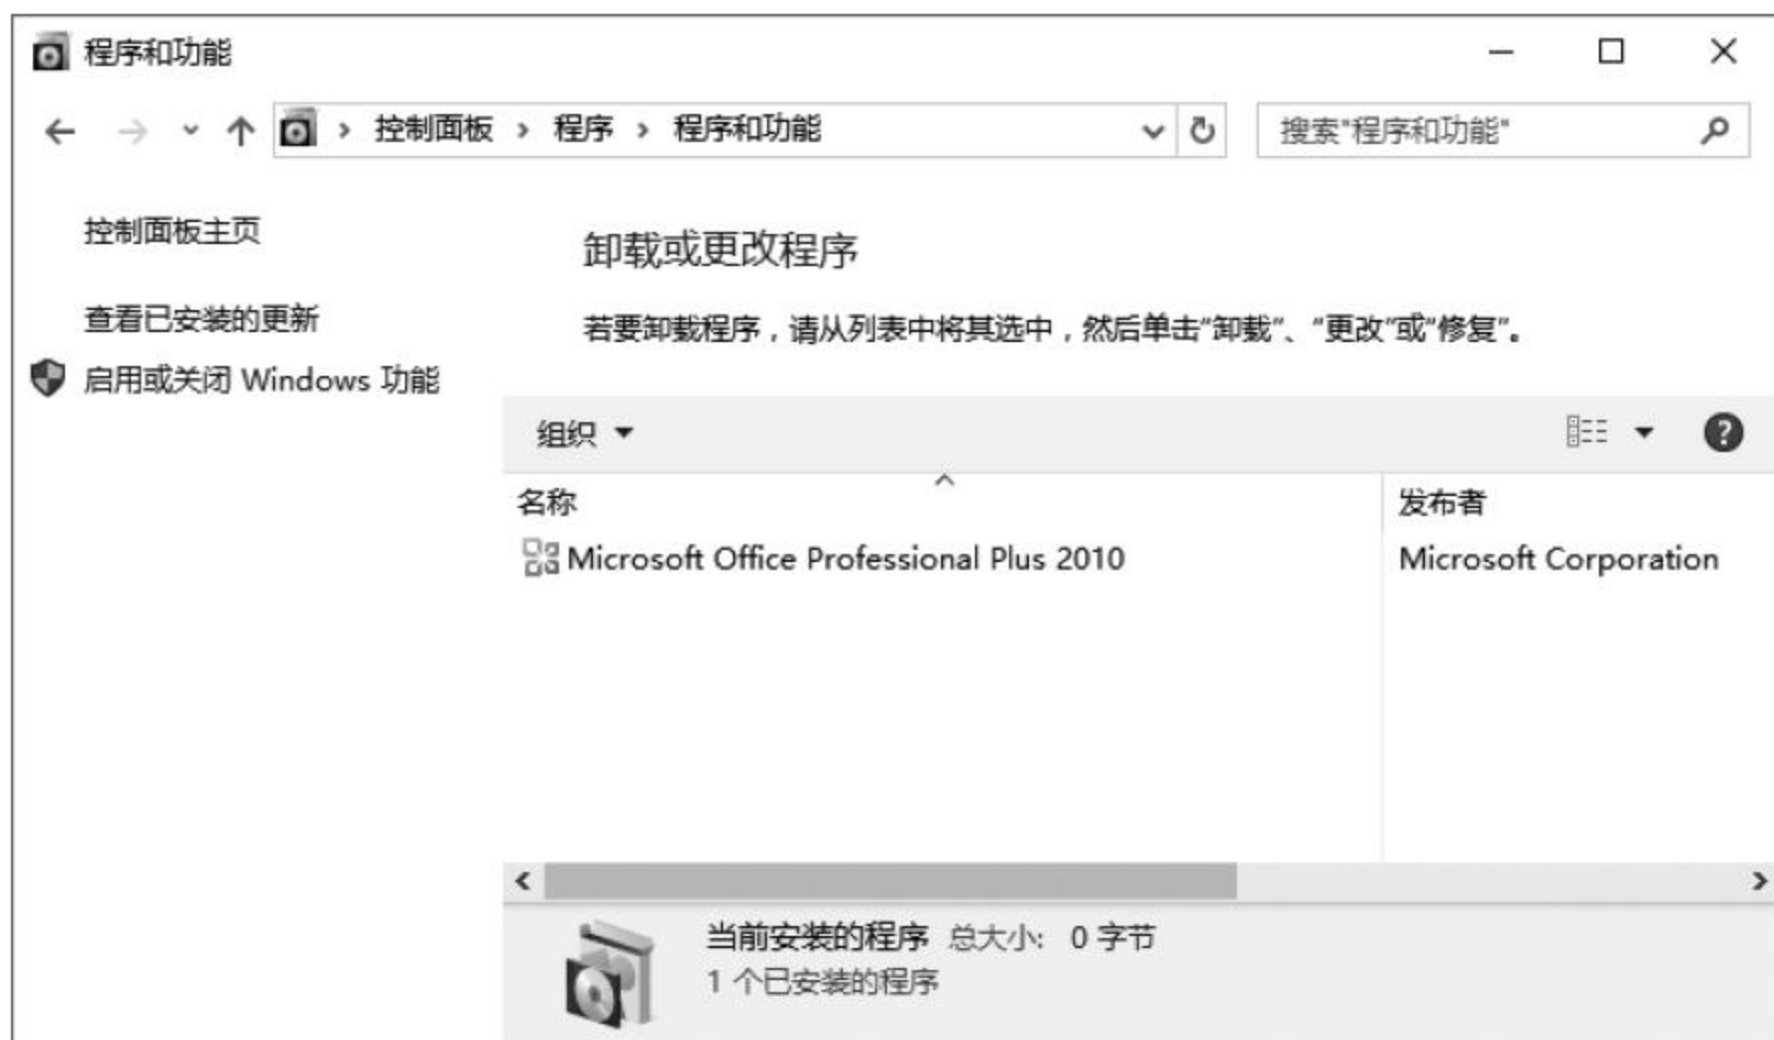 程序和功能
控制面板 › 程序 › 程序和功能
搜索"程序和功能"
控制面板主页
查看已安装的更新
启用或关闭 Windows 功能
卸载或更改程序
若要卸载程序，请从列表中将其选中，然后单击“卸载”、“更改”或“修复”。
组织
名称 发布者
Microsoft Office Professional Plus 2010 Microsoft Corporation
当前安装的程序 总大小: 0 字节
1 个已安装的程序